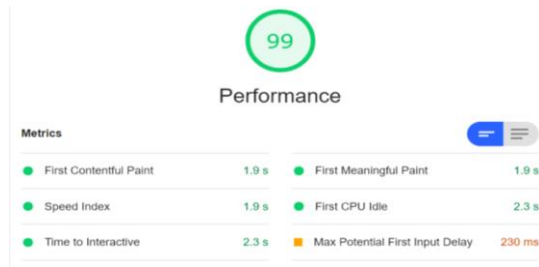 99
Performance
Metrics
First Contentful Paint 1.9 s
First Meaningful Paint 1.9 s
Speed Index 1.9 s
First CPU Idle 2.3 s
Time to Interactive 2.3 s
Max Potential First Input Delay 230 ms